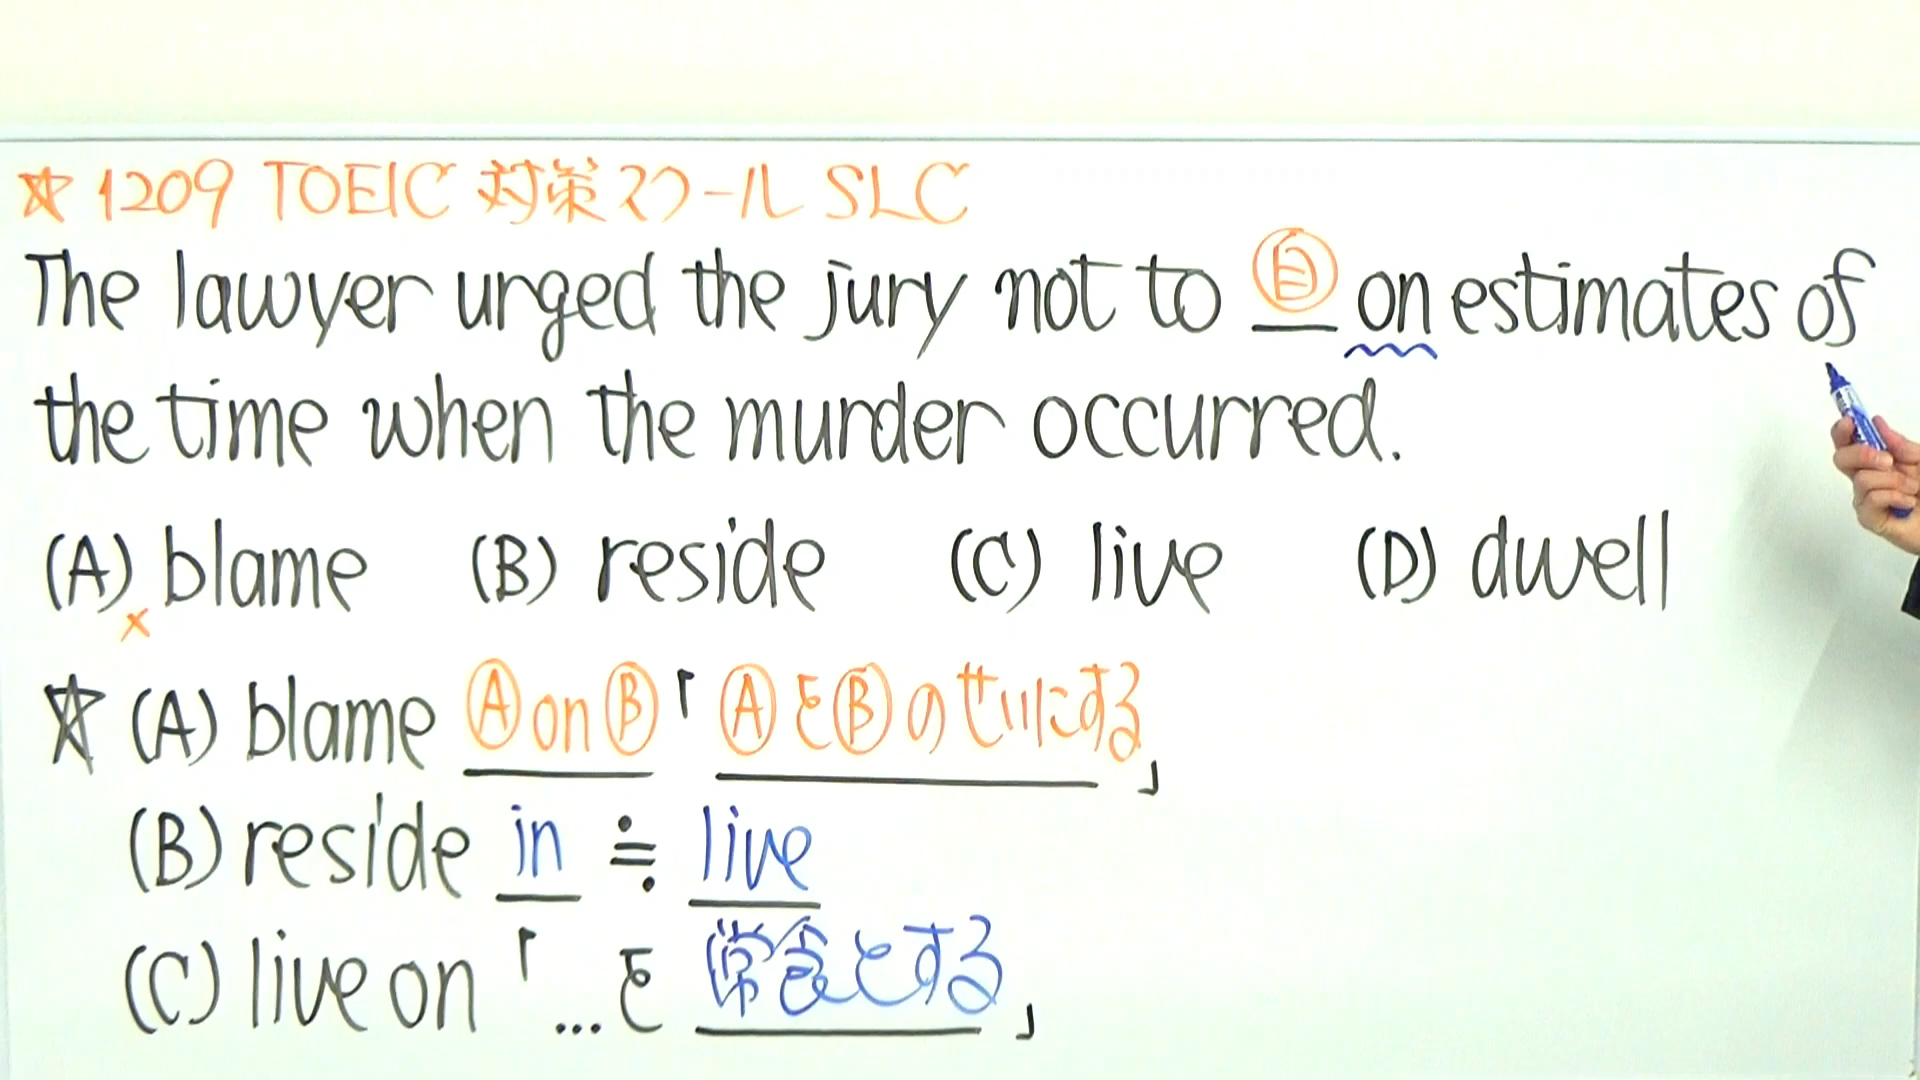 ☆ 1209 TOEIC 対策スクール SLC
The lawyer urged the jury not to 自 on estimates of
the time when the murder occurred.
(A) blame (B) reside (C) live (D) dwell
×
☆ (A) blame Ⓐ on Ⓑ 「ⒶをⒷのせいにする」
(B) reside in ≒ live
(C) live on 「...を常食とする」